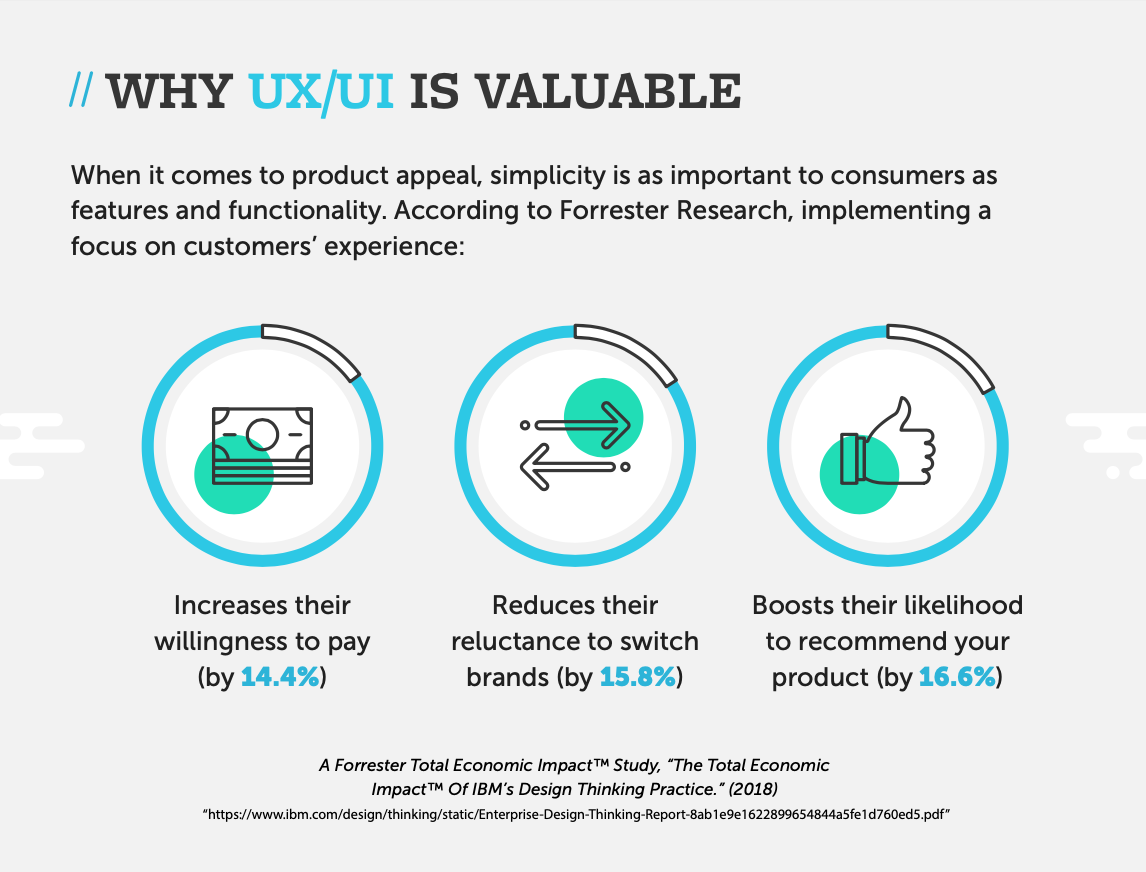 // WHY UX/UI IS VALUABLE
When it comes to product appeal, simplicity is as important to consumers as
features and functionality. According to Forrester Research, implementing a
focus on customers’ experience:
Increases their
willingness to pay
(by 14.4%)
Reduces their
reluctance to switch
brands (by 15.8%)
Boosts their likelihood
to recommend your
product (by 16.6%)
A Forrester Total Economic Impact™ Study, “The Total Economic
Impact™ Of IBM’s Design Thinking Practice.” (2018)
“https://www.ibm.com/design/thinking/static/Enterprise-Design-Thinking-Report-8ab1e9e1622899654844a5fe1d760ed5.pdf”